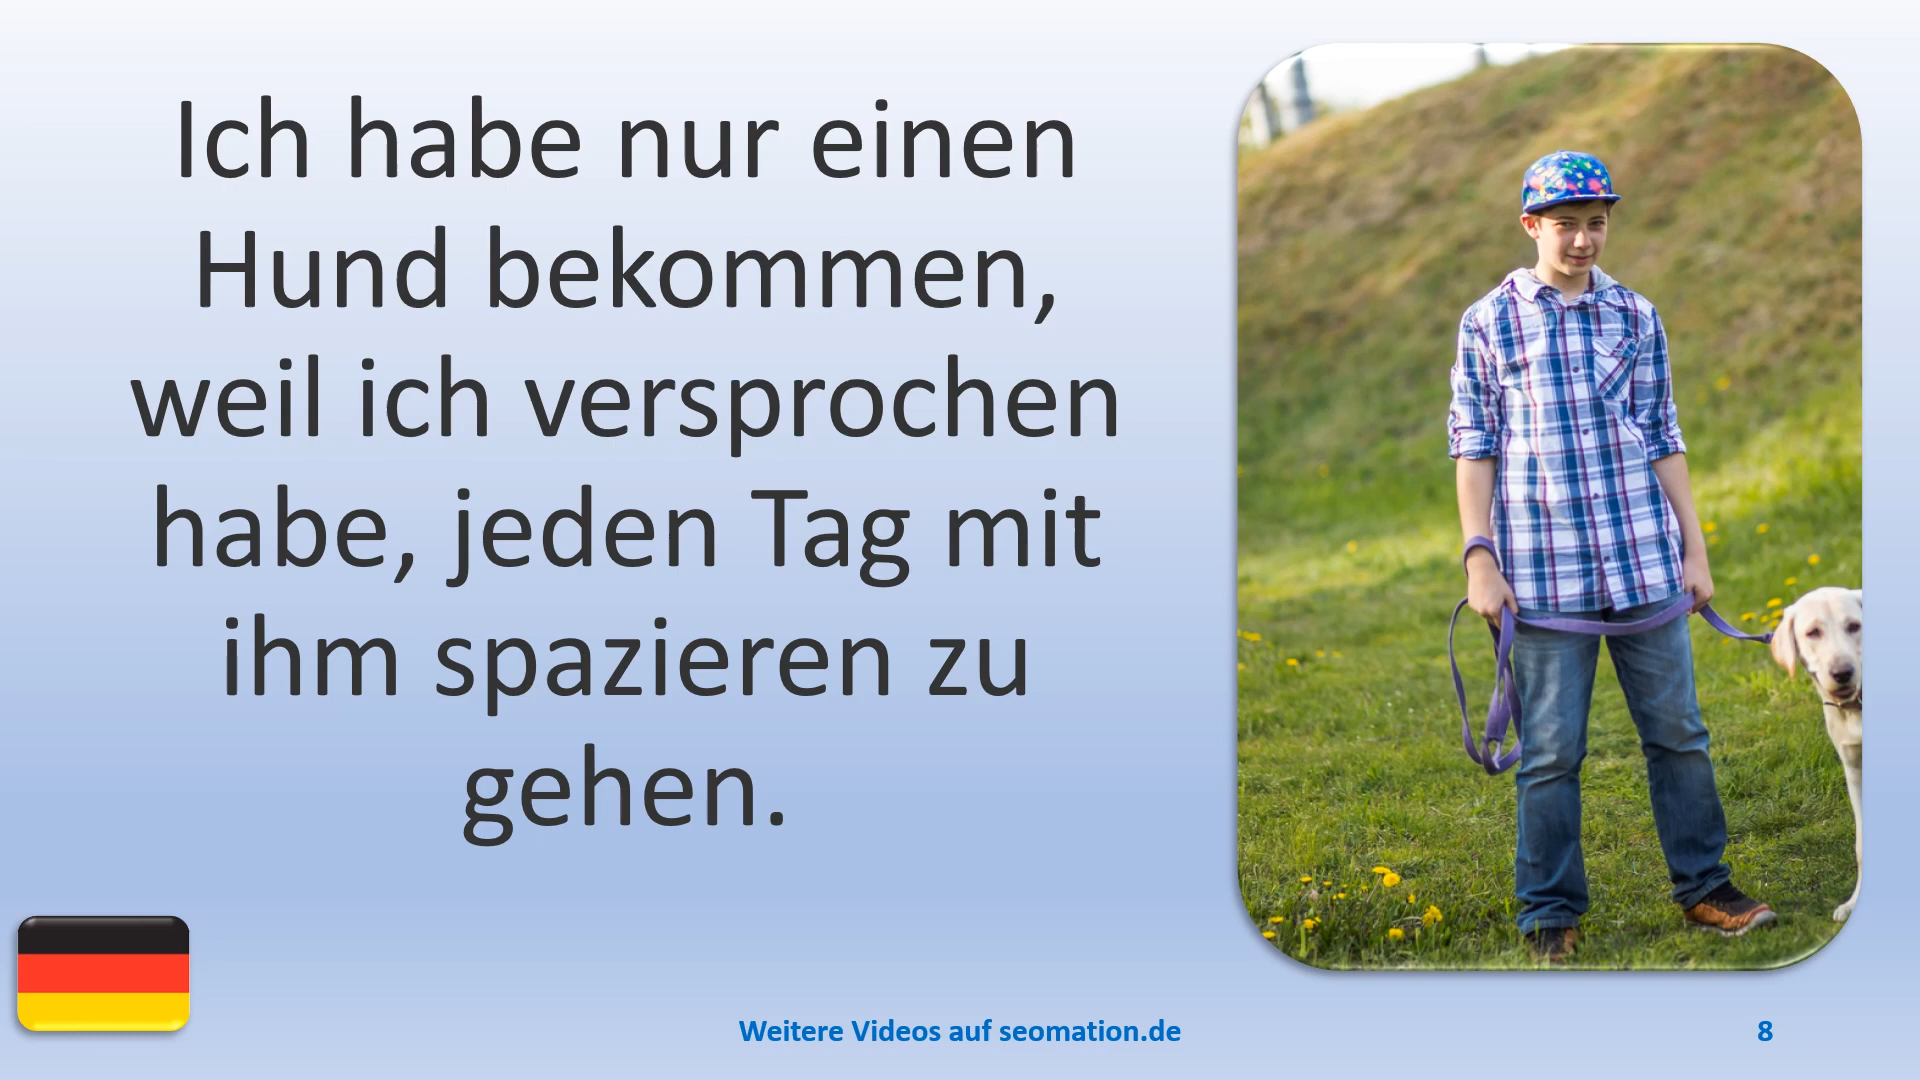 Ich habe nur einen
Hund bekommen,
weil ich versprochen
habe, jeden Tag mit
ihm spazieren zu
gehen.
Weitere Videos auf seomation.de
8